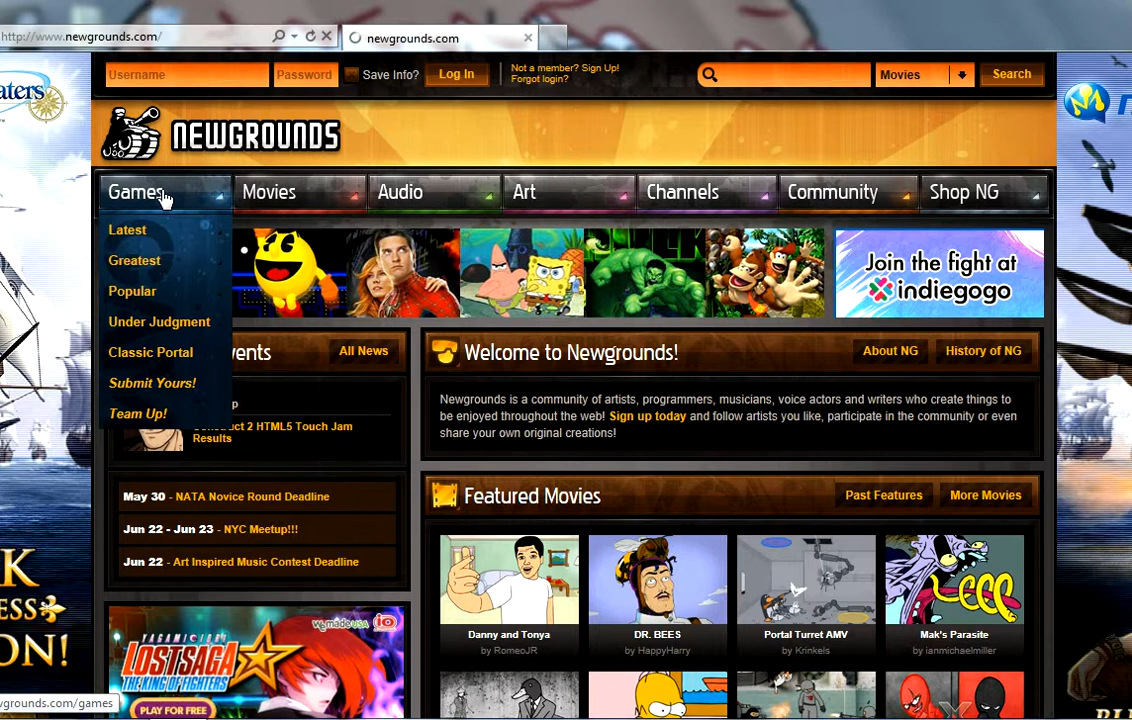 http://www.newgrounds.com/
newgrounds.com
Username
Password
Save Info?
Log In
Not a member? Sign Up!
Forgot login?
Movies
Search
aters
NEWGROUNDS
Games
Movies
Audio
Art
Channels
Community
Shop NG
Latest
Greatest
Popular
Under Judgment
Classic Portal
Submit Yours!
Team Up!
Join the fight at
indiegogo
vents
All News
Construct 2 HTML5 Touch Jam
Results
Welcome to Newgrounds!
About NG
History of NG
Newgrounds is a community of artists, programmers, musicians, voice actors and writers who create things to
be enjoyed throughout the web! Sign up today and follow artists you like, participate in the community or even
share your own original creations!
May 30 - NATA Novice Round Deadline
Jun 22 - Jun 23 - NYC Meetup!!!
Jun 22 - Art Inspired Music Contest Deadline
Featured Movies
Past Features
More Movies
Danny and Tonya
by RomeoJR
DR. BEES
by HappyHarry
Portal Turret AMV
by Krinkels
Mak's Parasite
by ianmichaelmiller
K
ESS
ON!
wemadeUSA
iO
YAGAMI IORI
LOSTSAGA
THE KING OF FIGHTERS
PLAY FOR FREE
wgrounds.com/games